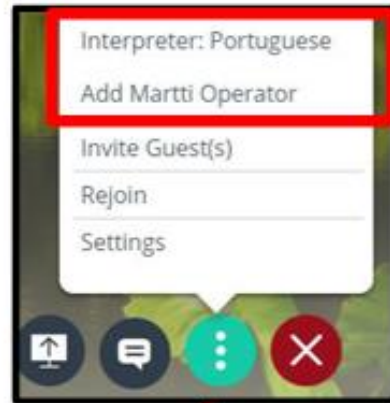 Interpreter: Portuguese
Add Martti Operator
Invite Guest(s)
Rejoin
Settings